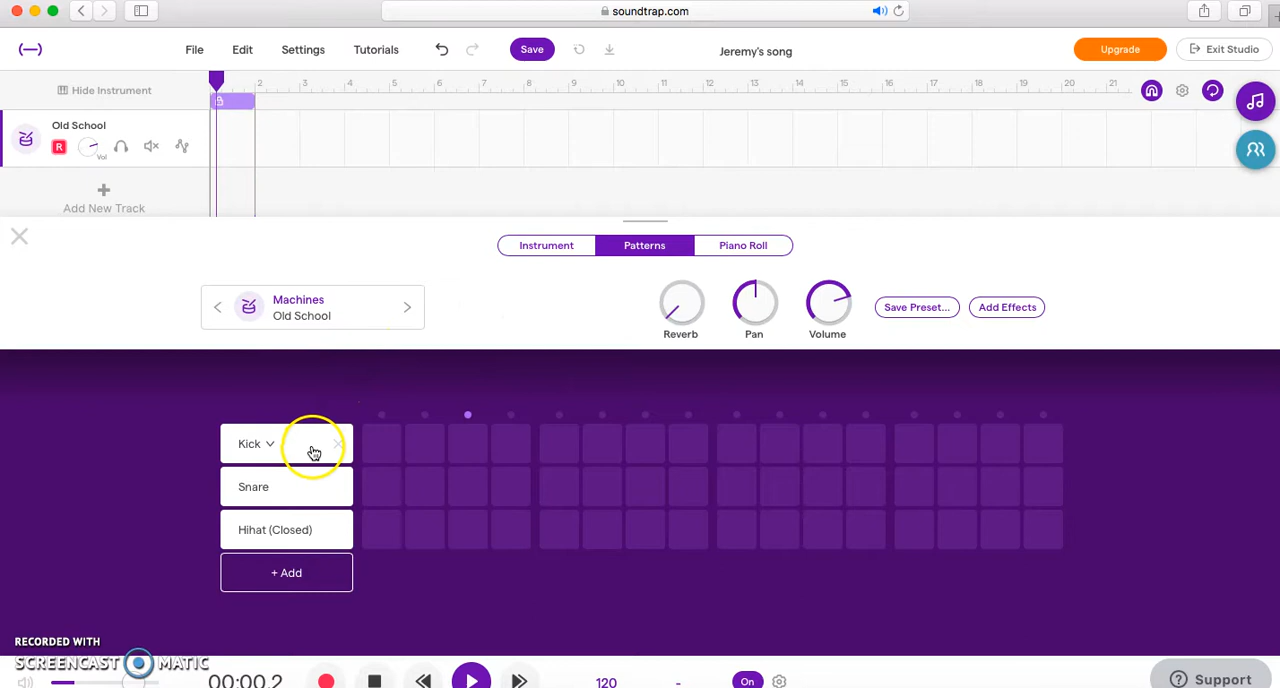 soundtrap.com
File Edit Settings Tutorials Save Jeremy's song Upgrade Exit Studio
Hide Instrument 2 3 4 5 6 7 8 9 10 11 12 13 14 15 16 17 18 19 20 21
Old School
R
Vol
Add New Track
Instrument Patterns Piano Roll
Machines
Old School
Save Preset... Add Effects
Reverb Pan Volume
Kick
Snare
Hihat (Closed)
+ Add
RECORDED WITH
SCREENCAST MATIC
00:00.2 120 - On Support